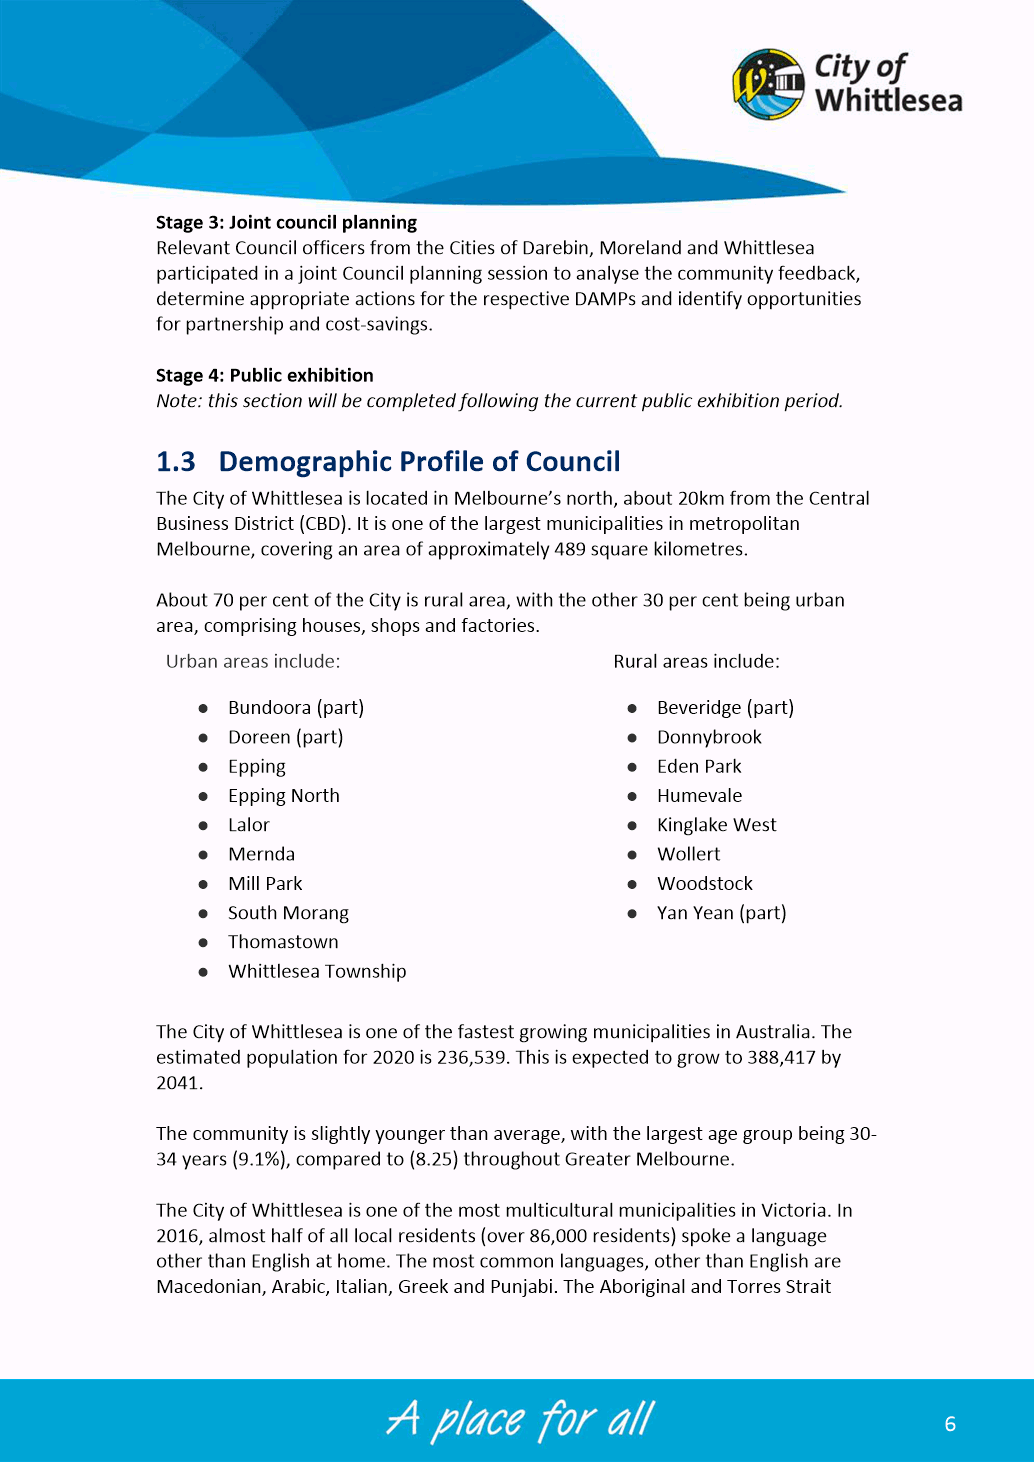 City of
Whittlesea
Stage 3: Joint council planning
Relevant Council officers from the Cities of Darebin, Moreland and Whittlesea
participated in a joint Council planning session to analyse the community feedback,
determine appropriate actions for the respective DAMPs and identify opportunities
for partnership and cost-savings.
Stage 4: Public exhibition
Note: this section will be completed following the current public exhibition period.
1.3 Demographic Profile of Council
The City of Whittlesea is located in Melbourne’s north, about 20km from the Central
Business District (CBD). It is one of the largest municipalities in metropolitan
Melbourne, covering an area of approximately 489 square kilometres.
About 70 per cent of the City is rural area, with the other 30 per cent being urban
area, comprising houses, shops and factories.
Urban areas include:
● Bundoora (part)
● Doreen (part)
● Epping
● Epping North
● Lalor
● Mernda
● Mill Park
● South Morang
● Thomastown
● Whittlesea Township
Rural areas include:
● Beveridge (part)
● Donnybrook
● Eden Park
● Humevale
● Kinglake West
● Wollert
● Woodstock
● Yan Yean (part)
The City of Whittlesea is one of the fastest growing municipalities in Australia. The
estimated population for 2020 is 236,539. This is expected to grow to 388,417 by
2041.
The community is slightly younger than average, with the largest age group being 30-
34 years (9.1%), compared to (8.25) throughout Greater Melbourne.
The City of Whittlesea is one of the most multicultural municipalities in Victoria. In
2016, almost half of all local residents (over 86,000 residents) spoke a language
other than English at home. The most common languages, other than English are
Macedonian, Arabic, Italian, Greek and Punjabi. The Aboriginal and Torres Strait
A place for all
6